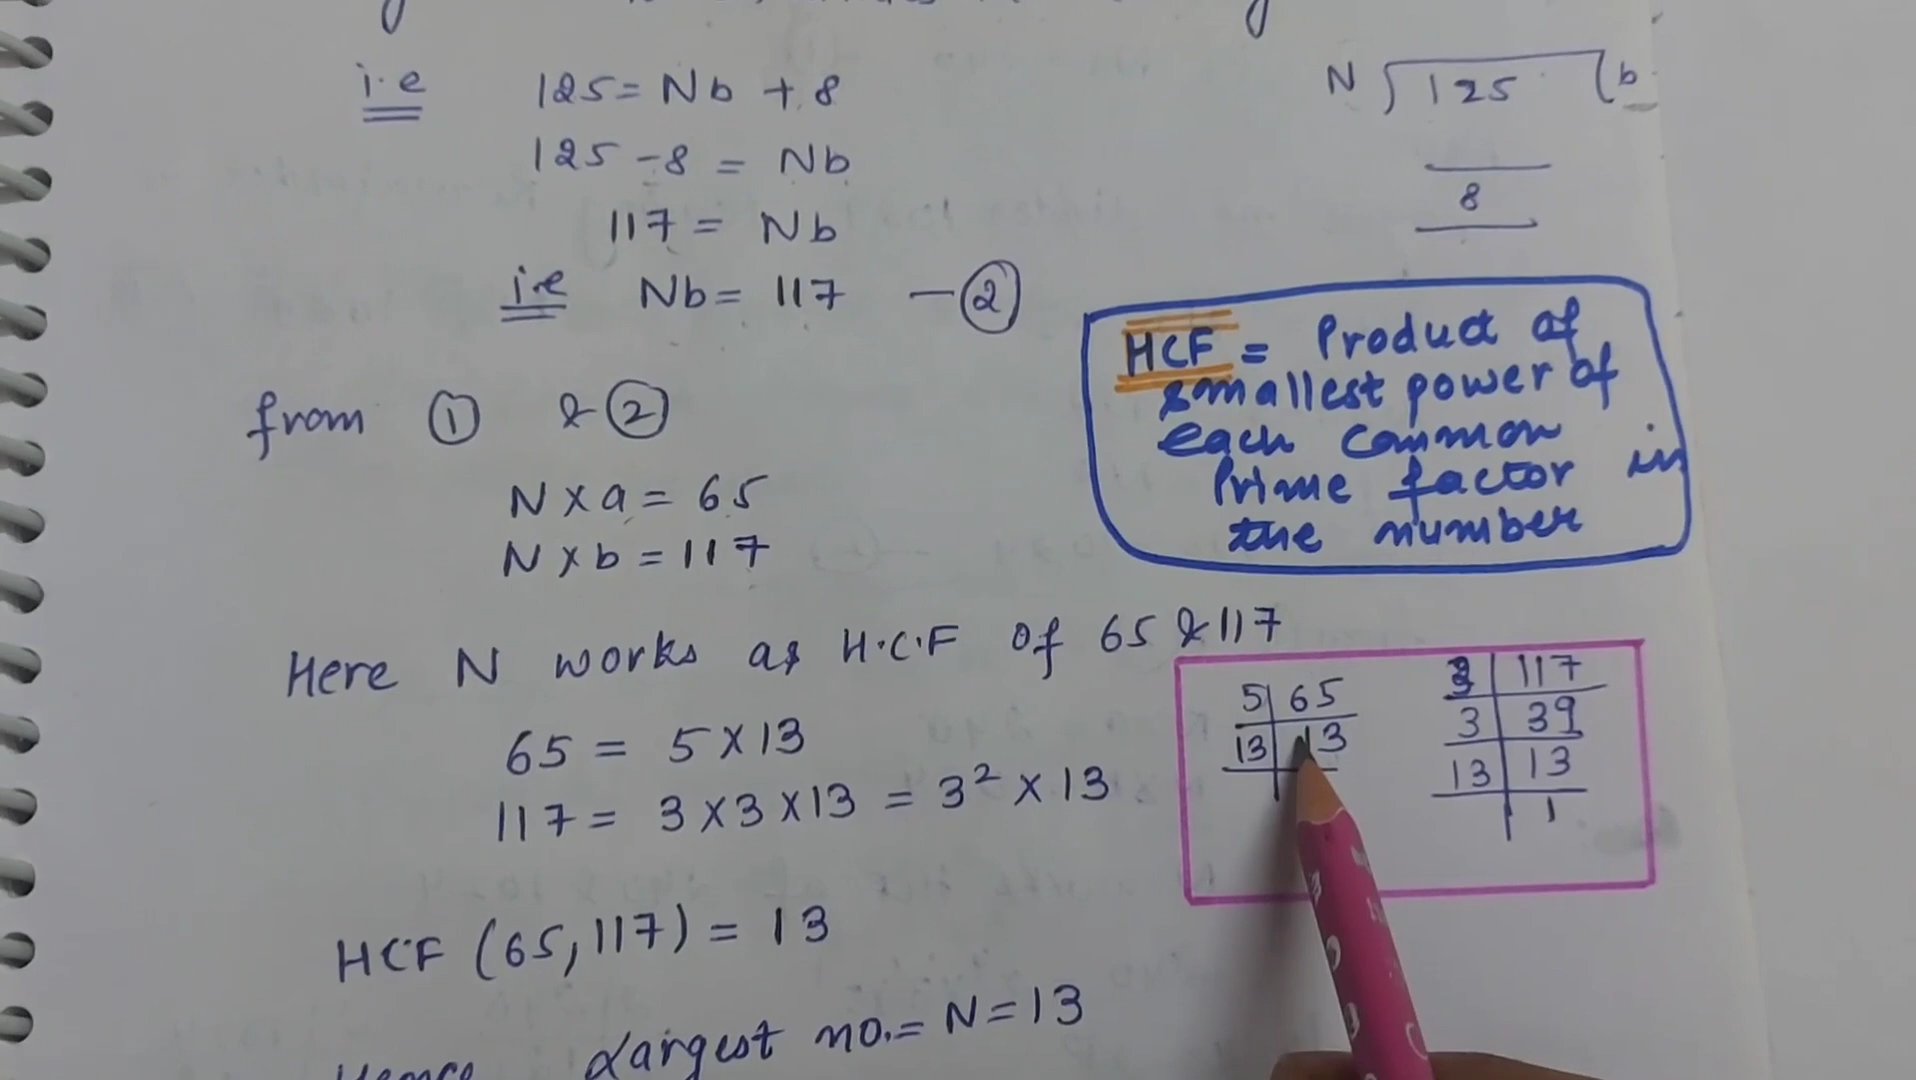 i.e 125 = Nb + 8
125 - 8 = Nb
117 = Nb
i.e Nb = 117 — ②
N ) 125 ( b
8
HCF = Product of
smallest power of
each common
Prime factor in
the number
from ① & ②
N x a = 65
N x b = 117
Here N works as H.C.F of 65 & 117
65 = 5 x 13
117 = 3 x 3 x 13 = 3² x 13
5 | 65
13 | 13
3 | 117
3 | 39
13 | 13
| 1
HCF (65, 117) = 13
Hence Largest no. = N = 13